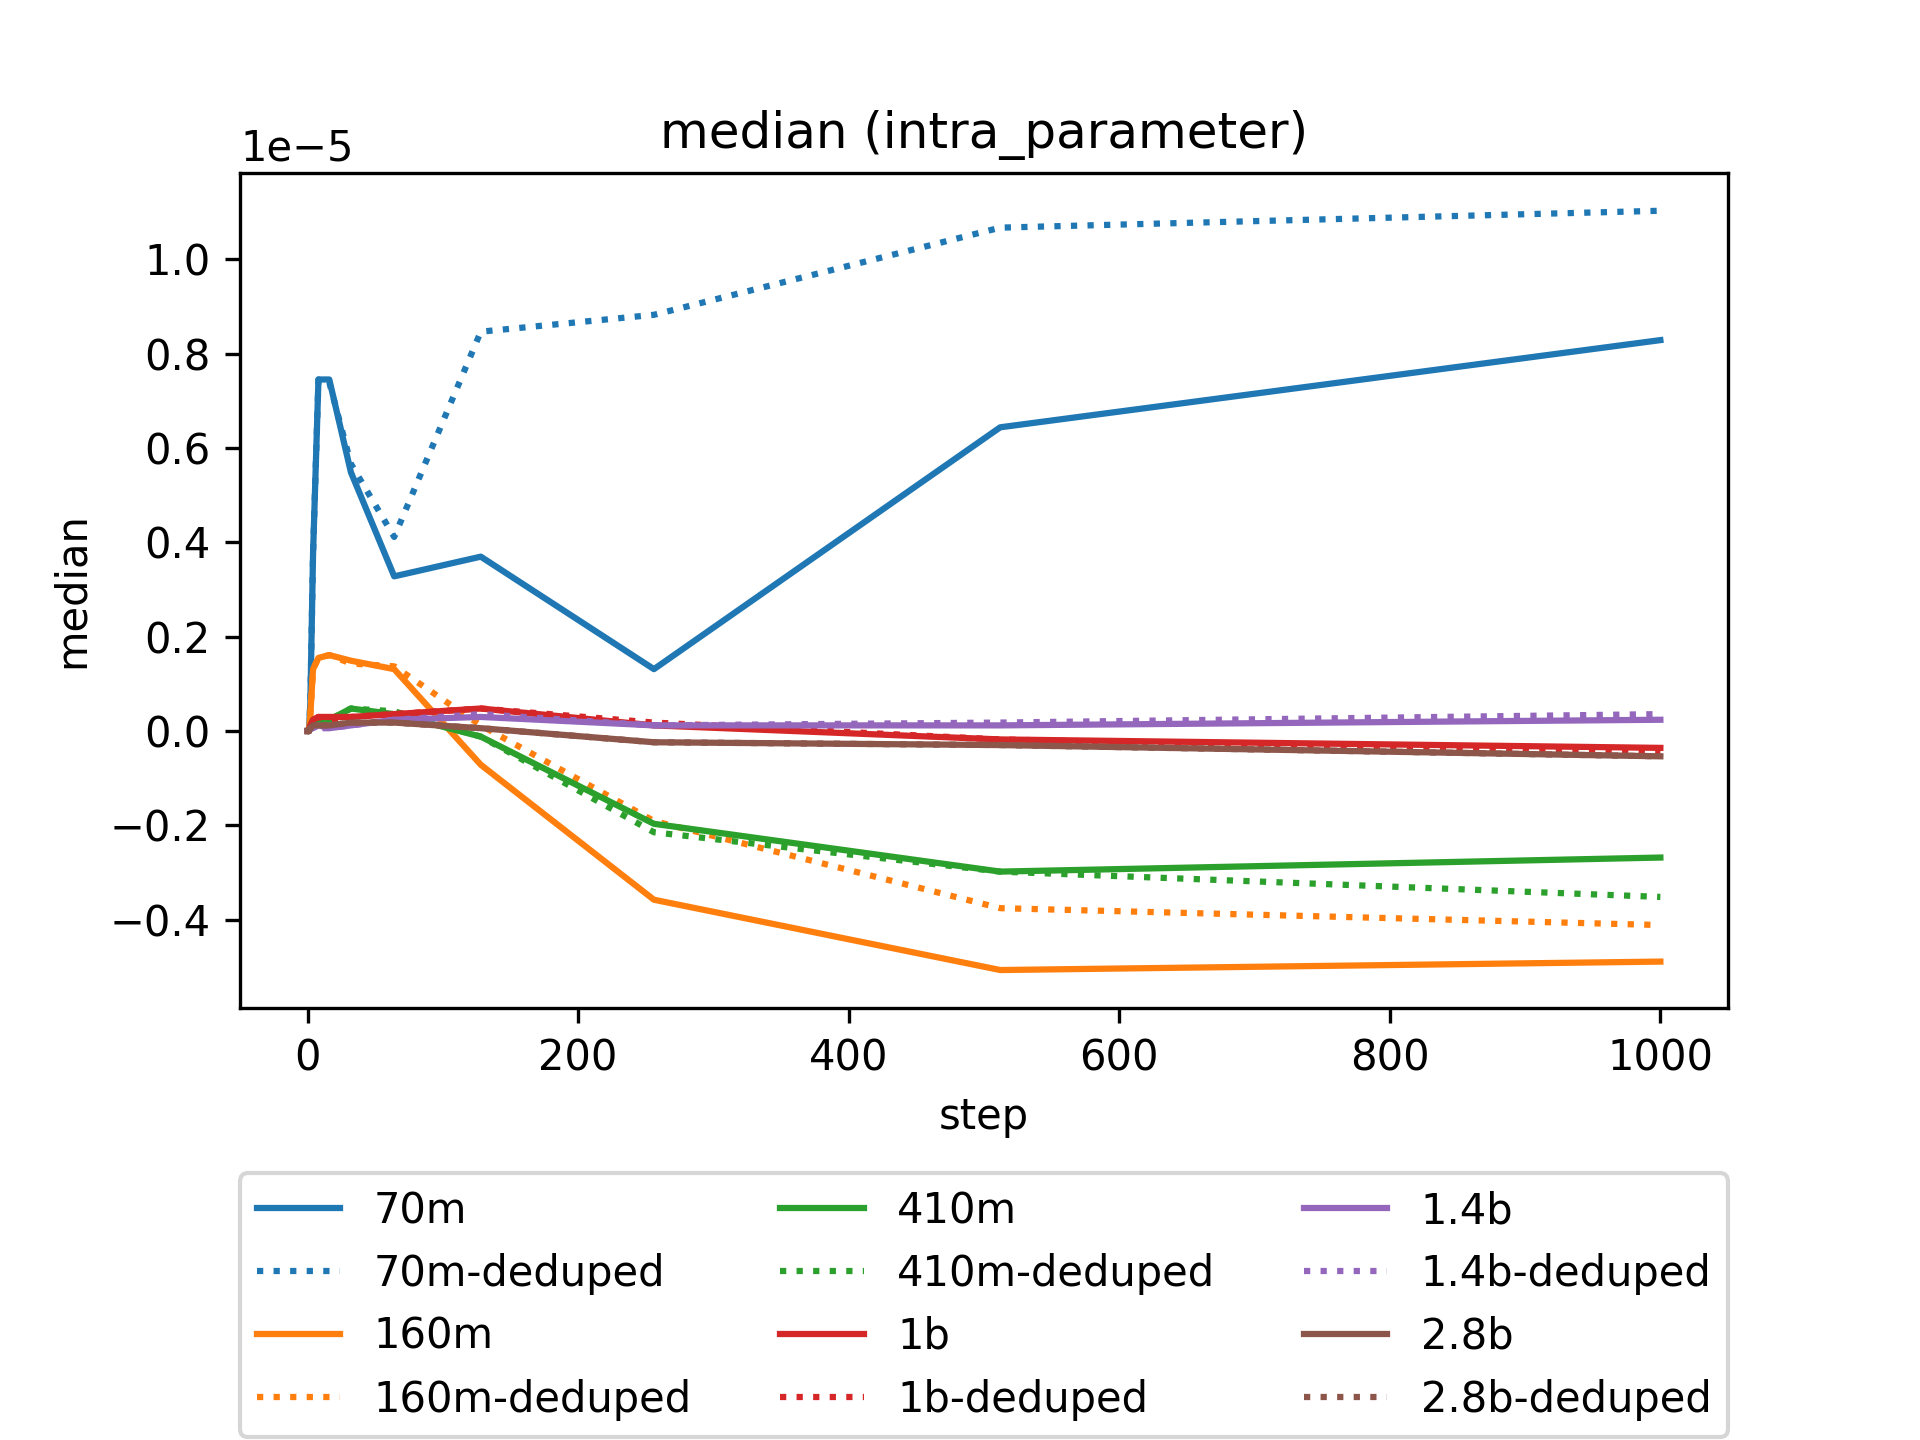 median (intra_parameter)
1e−5
1.0
0.8
0.6
0.4
0.2
0.0
−0.2
−0.4
median
0 200 400 600 800 1000
step
70m 410m 1.4b
70m-deduped 410m-deduped 1.4b-deduped
160m 1b 2.8b
160m-deduped 1b-deduped 2.8b-deduped